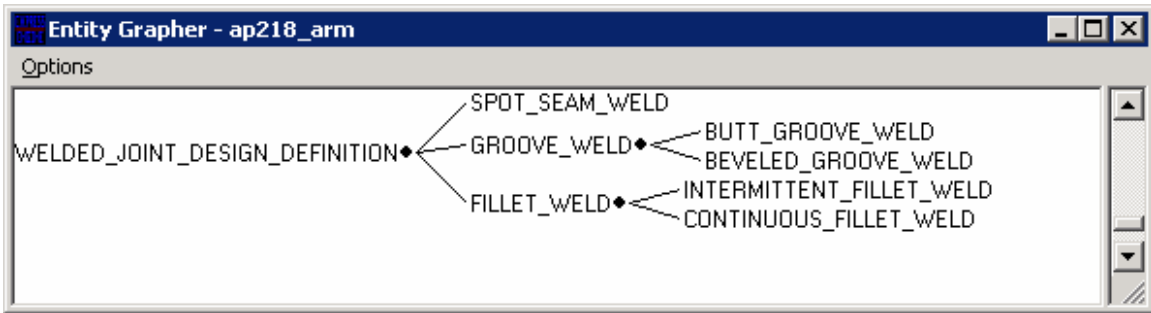 Entity Grapher - ap218_arm
Options
SPOT_SEAM_WELD
BUTT_GROOVE_WELD
WELDED_JOINT_DESIGN_DEFINITION GROOVE_WELD
BEVELED_GROOVE_WELD
INTERMITTENT_FILLET_WELD
FILLET_WELD
CONTINUOUS_FILLET_WELD